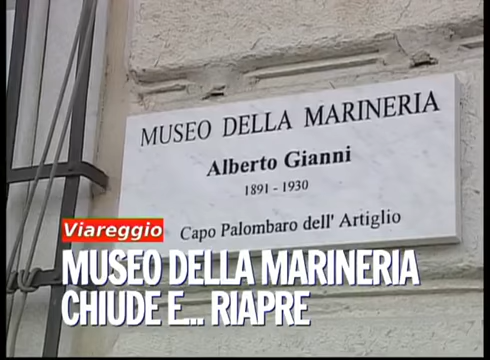 MUSEO DELLA MARINERIA
Alberto Gianni
1891 - 1930
Capo Palombaro dell' Artiglio
Viareggio
MUSEO DELLA MARINERIA
CHIUDE E... RIAPRE